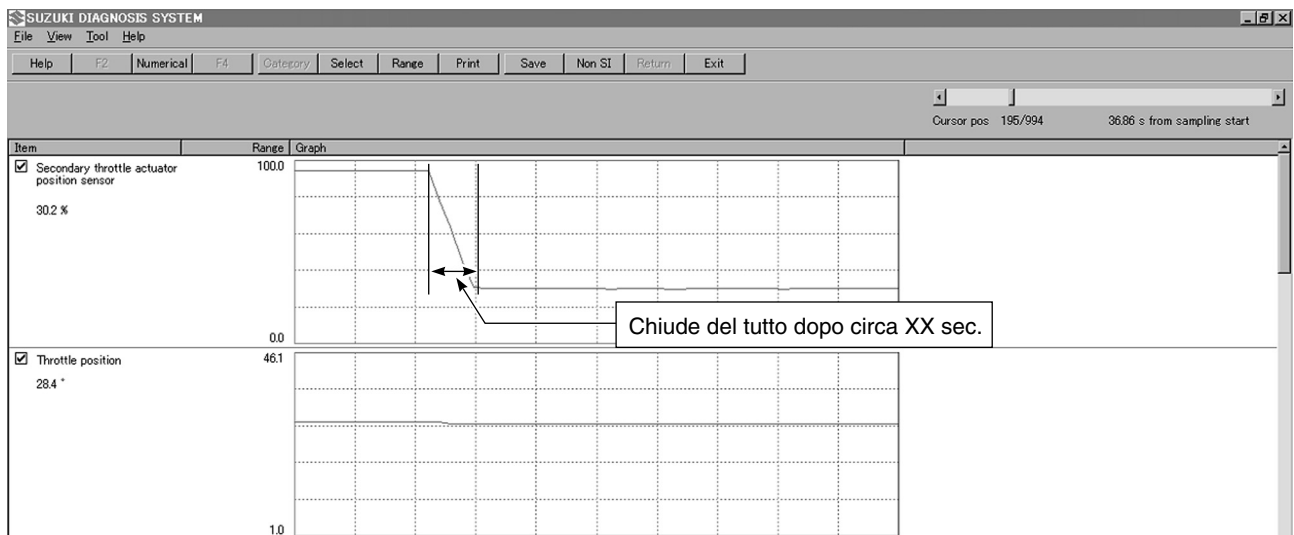 SUZUKI DIAGNOSIS SYSTEM
File View Tool Help
Help F2 Numerical F4 Category Select Range Print Save Non SI Return Exit
Cursor pos 195/994 36.86 s from sampling start
Item Range Graph
Secondary throttle actuator 100.0
position sensor
30.2 %
Chiude del tutto dopo circa XX sec.
0.0
Throttle position 46.1
28.4 °
1.0